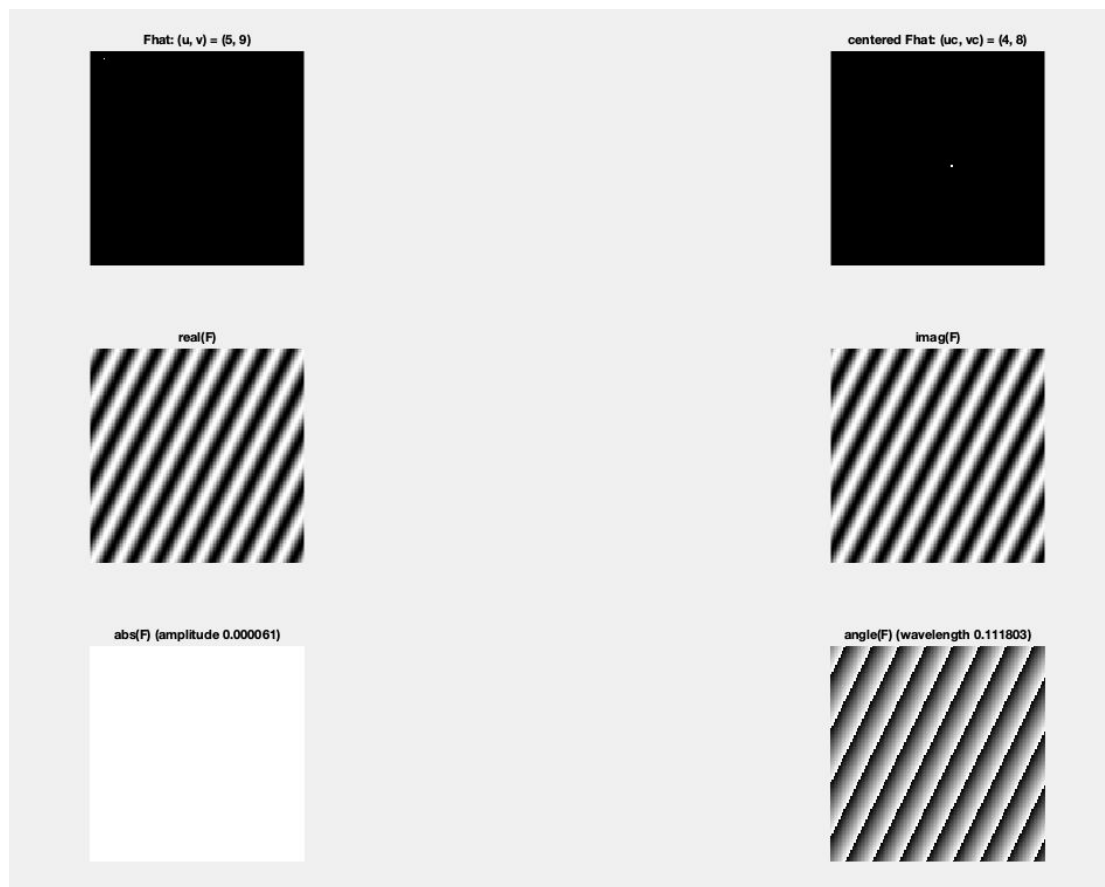 Fhat: (u, v) = (5, 9)
centered Fhat: (uc, vc) = (4, 8)
real(F)
imag(F)
abs(F) (amplitude 0.000061)
angle(F) (wavelength 0.111803)